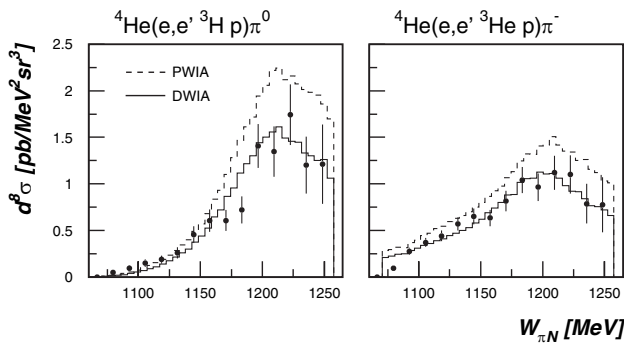 ⁴He(e,e' ³H p)π⁰
⁴He(e,e' ³He p)π⁻
d⁸σ [pb/MeV²sr³]
2.5
2
1.5
1
0.5
0
PWIA
DWIA
1100 1150 1200 1250
1100 1150 1200 1250
W_πN [MeV]